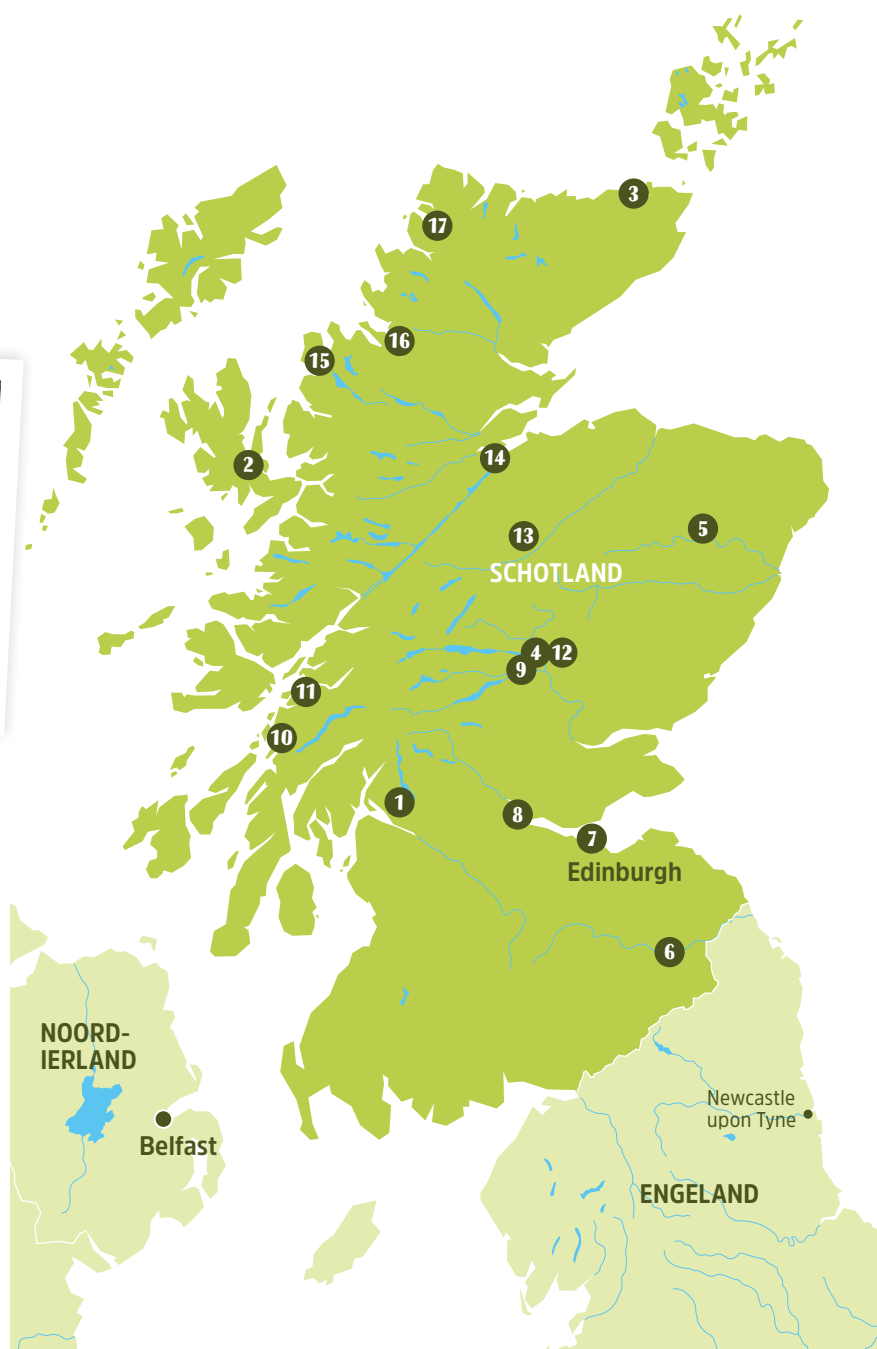 3
17
16
15
14
2
13
5
SCHOTLAND
4
12
9
11
10
1
8
7
Edinburgh
6
NOORD-
IERLAND
Belfast
Newcastle
upon Tyne
ENGELAND